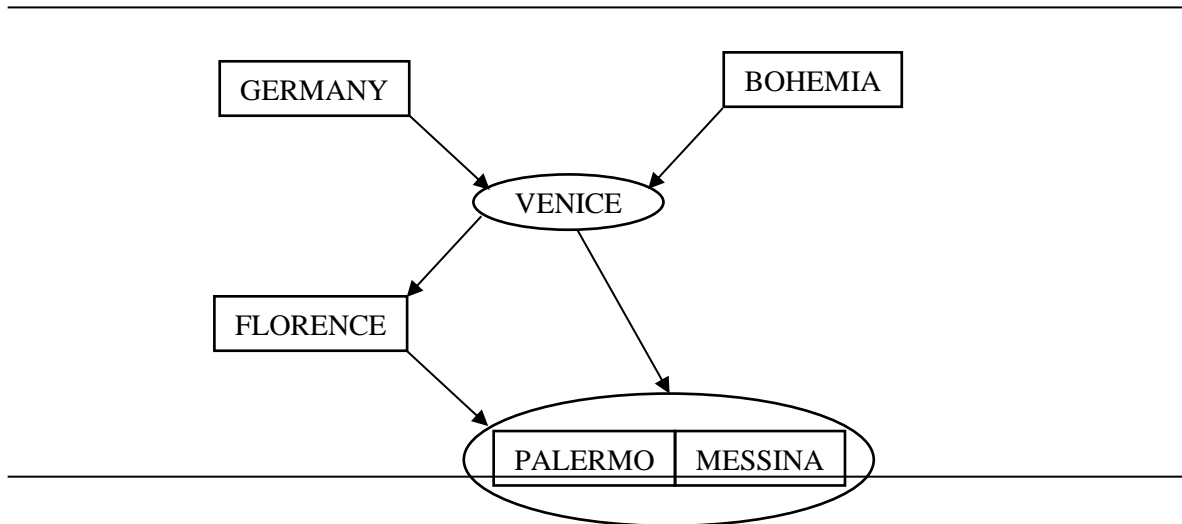 GERMANY
BOHEMIA
VENICE
FLORENCE
PALERMO MESSINA